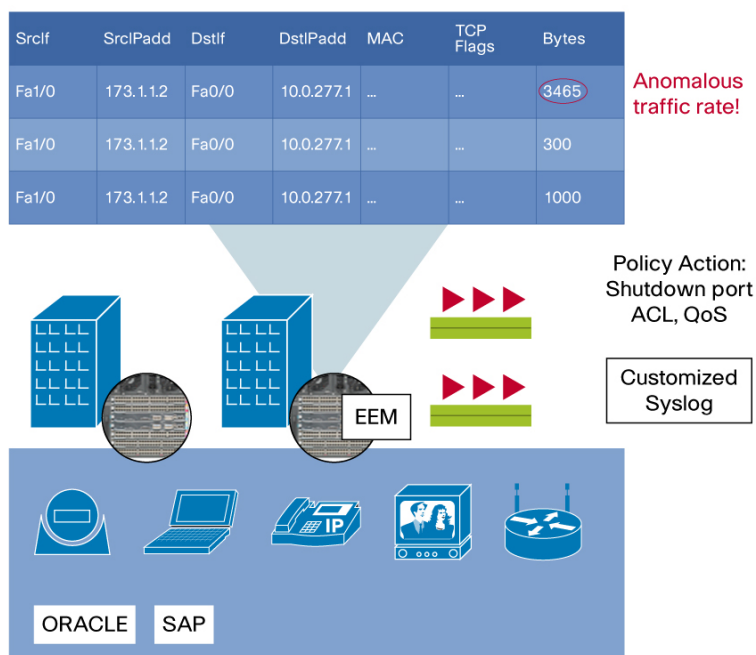 SrcIf SrcIPadd DstIf DstIPadd MAC TCP Flags Bytes
Fa1/0 173.1.1.2 Fa0/0 10.0.277.1 ... ... 3465
Fa1/0 173.1.1.2 Fa0/0 10.0.277.1 ... ... 300
Fa1/0 173.1.1.2 Fa0/0 10.0.277.1 ... ... 1000
Anomalous
traffic rate!
Policy Action:
Shutdown port
ACL, QoS
Customized
Syslog
EEM
IP
ORACLE SAP